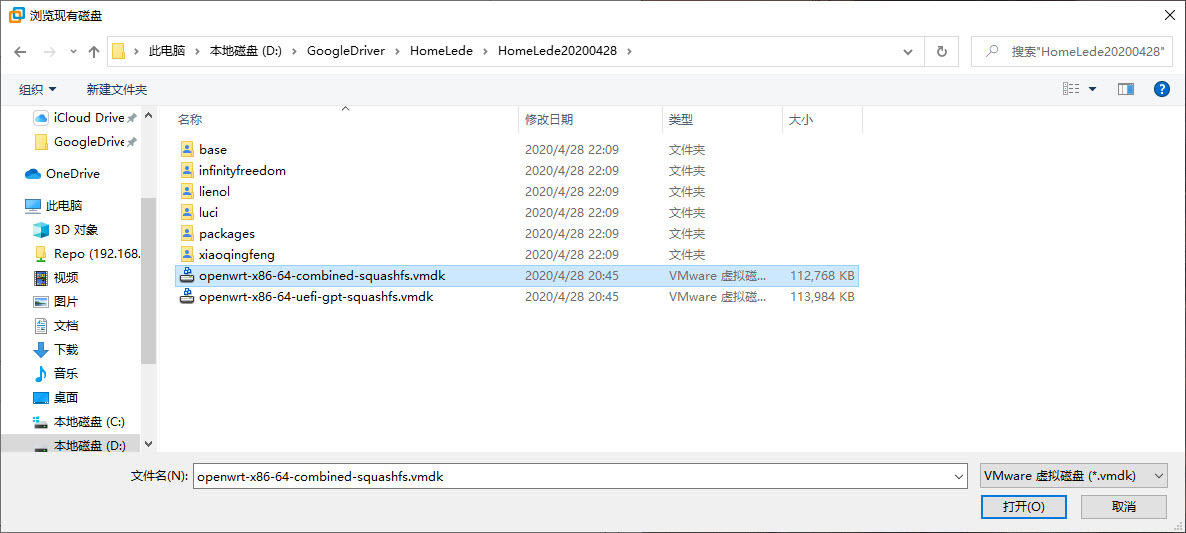 浏览现有磁盘
此电脑 本地磁盘 (D:) GoogleDriver HomeLede HomeLede20200428 搜索"HomeLede20200428"
组织 新建文件夹
iCloud Drive
GoogleDrive
OneDrive
此电脑
3D 对象
Repo (192.168.
视频
图片
文档
下载
音乐
桌面
本地磁盘 (C:)
本地磁盘 (D:)
名称 修改日期 类型 大小
base 2020/4/28 22:09 文件夹
infinityfreedom 2020/4/28 22:09 文件夹
lienol 2020/4/28 22:09 文件夹
luci 2020/4/28 22:09 文件夹
packages 2020/4/28 22:09 文件夹
xiaoqingfeng 2020/4/28 22:09 文件夹
openwrt-x86-64-combined-squashfs.vmdk 2020/4/28 20:45 VMware 虚拟磁... 112,768 KB
openwrt-x86-64-uefi-gpt-squashfs.vmdk 2020/4/28 20:45 VMware 虚拟磁... 113,984 KB
文件名(N): openwrt-x86-64-combined-squashfs.vmdk VMware 虚拟磁盘 (*.vmdk)
打开(O) 取消